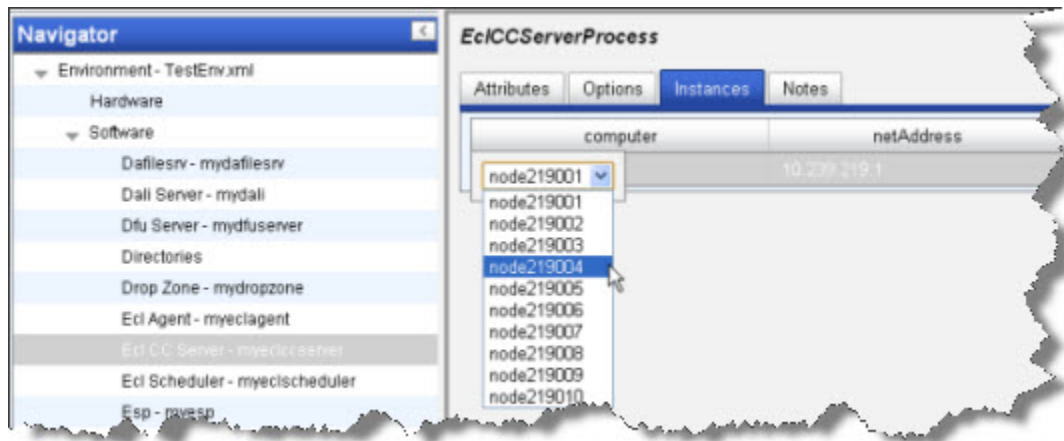 Navigator
Environment - TestEnv.xml
Hardware
Software
Dafilesrv - mydafilesrv
Dali Server - mydali
Dfu Server - mydfuserver
Directories
Drop Zone - mydropzone
Ecl Agent - myeclagent
Ecl CC Server - myeclccserver
Ecl Scheduler - myeclscheduler
Esp - myesp
EclCCServerProcess
Attributes Options Instances Notes
computer netAddress
node219001 10.239.219.1
node219001
node219002
node219003
node219004
node219005
node219006
node219007
node219008
node219009
node219010